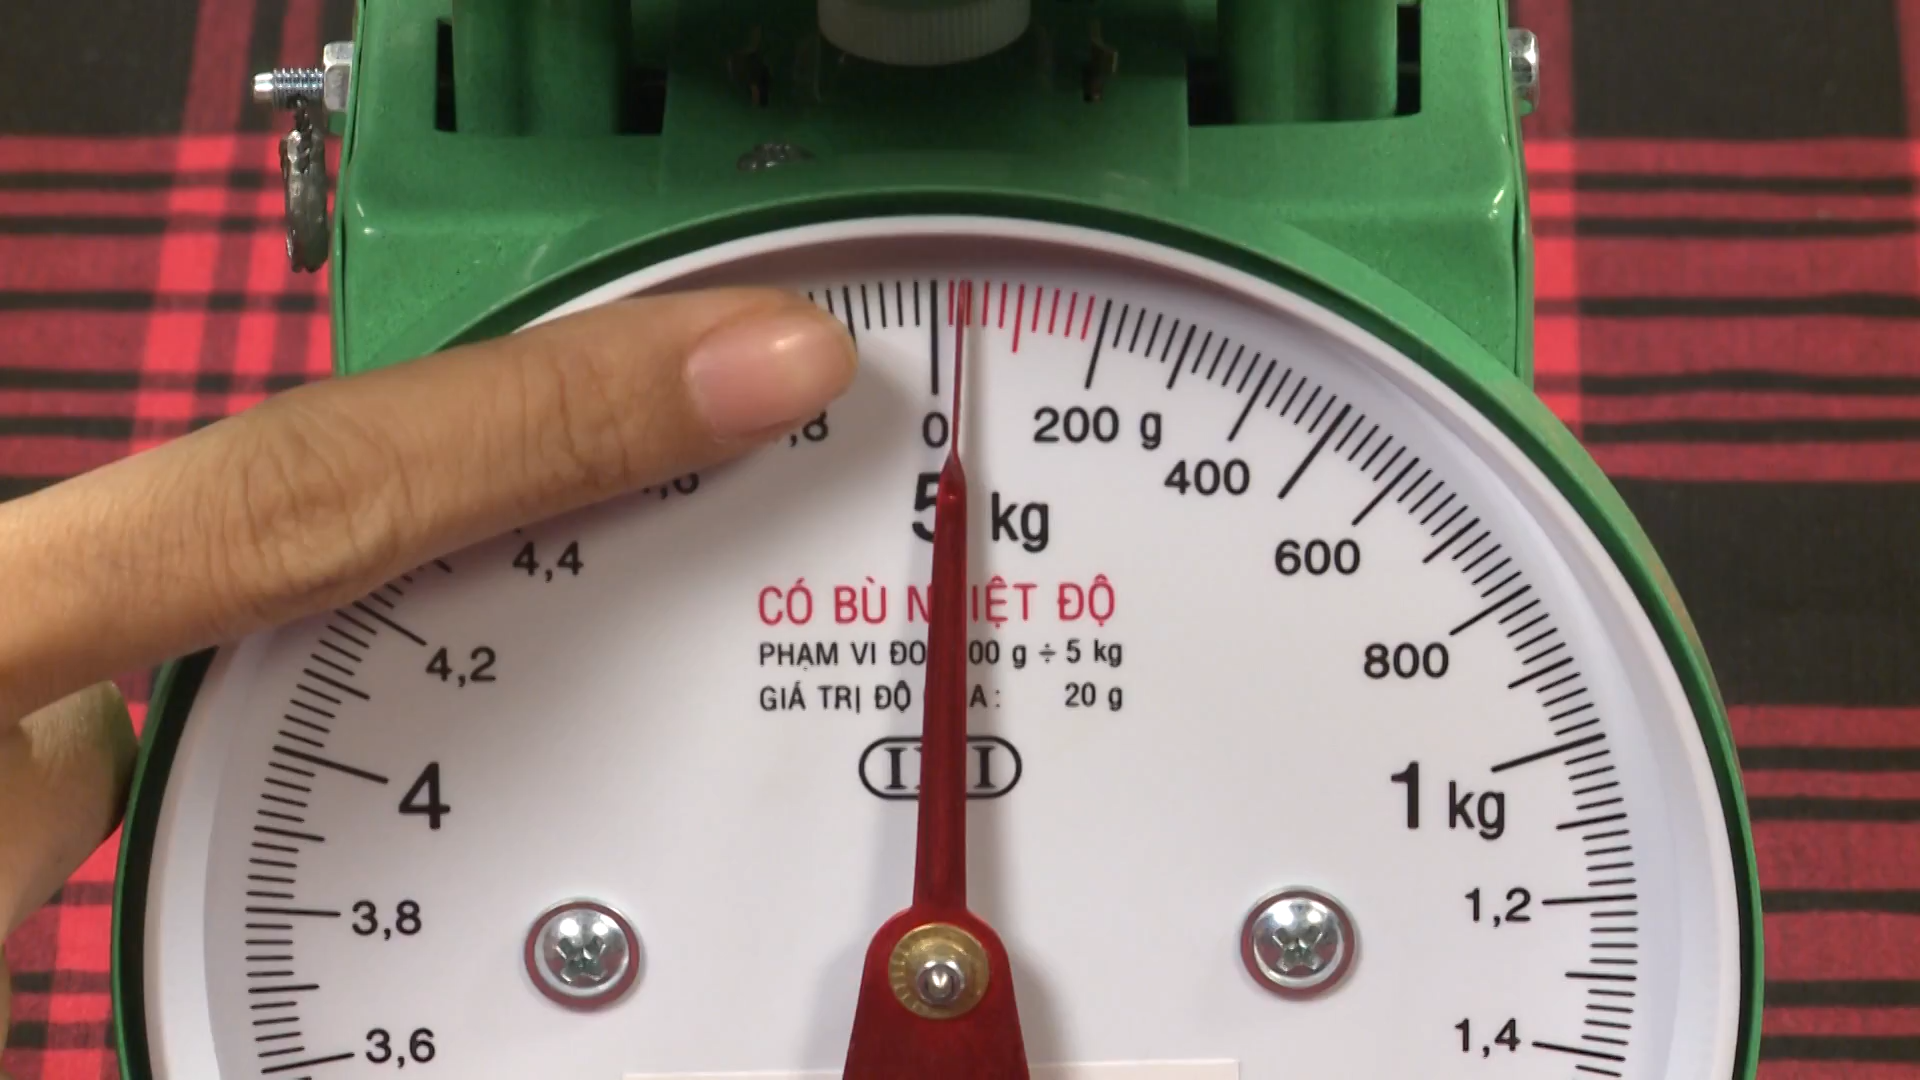 0
200 g
400
600
800
1 kg
1,2
1,4
3,6
3,8
4
4,2
4,4
5 kg
CÓ BÙ ĐỘ
PHẠM VI ĐO 00 g ÷ 5 kg
GIÁ TRỊ ĐỘ A : 20 g